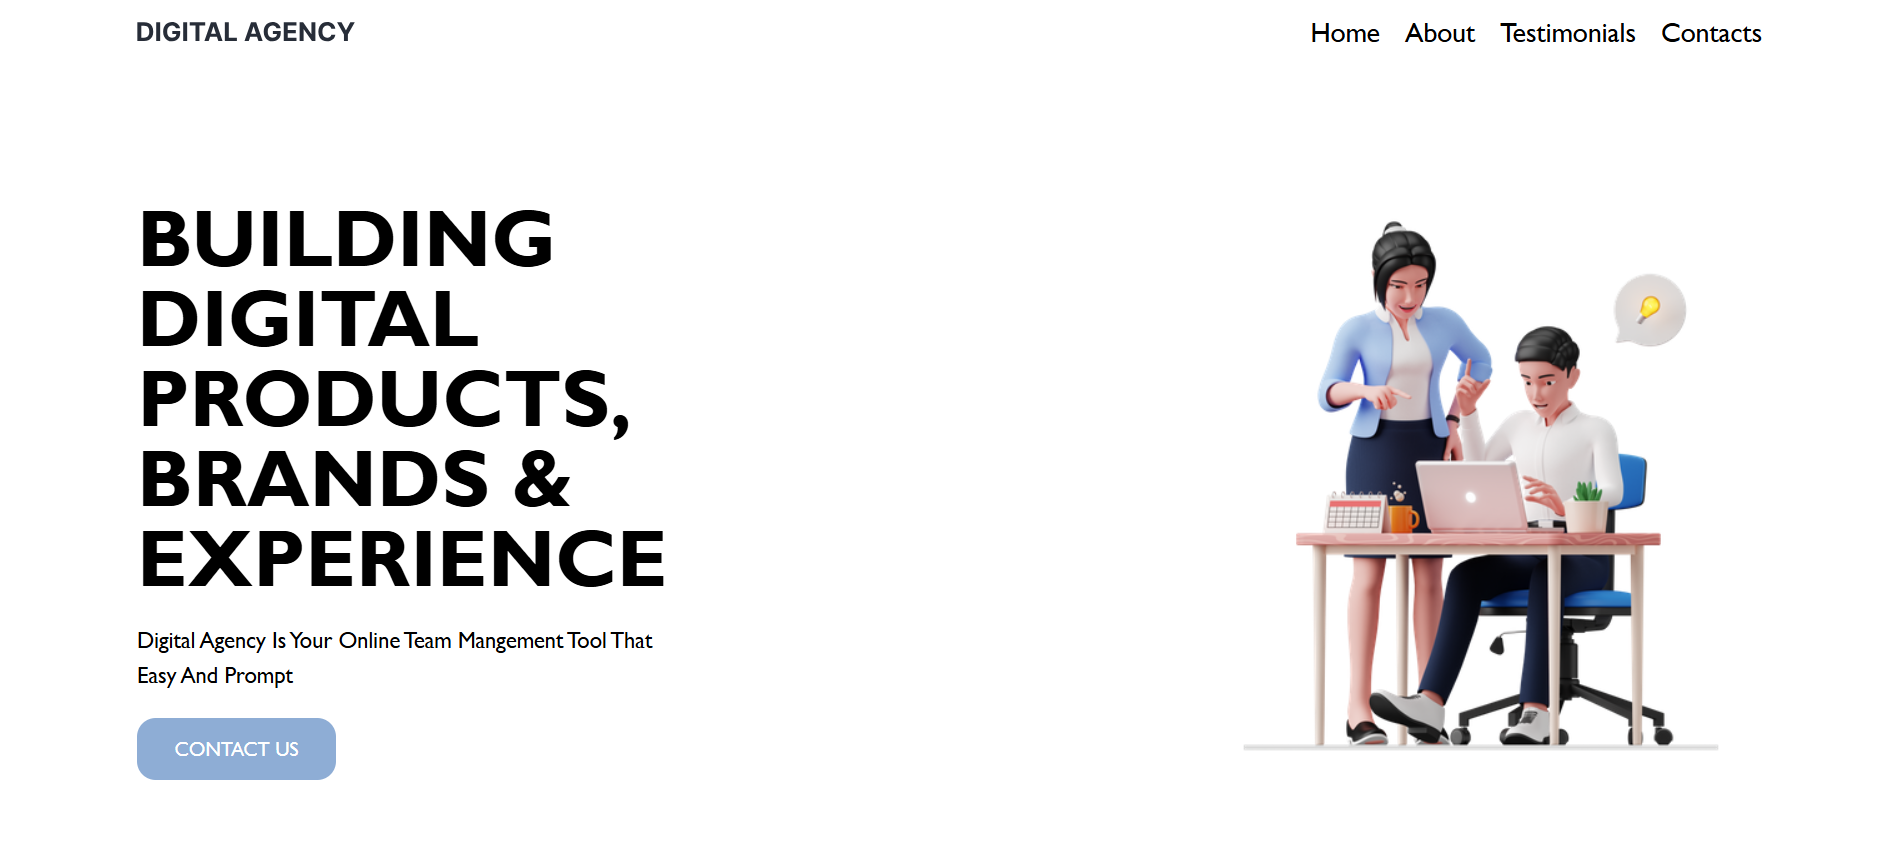 DIGITAL AGENCY
Home About Testimonials Contacts
BUILDING
DIGITAL
PRODUCTS,
BRANDS &
EXPERIENCE
Digital Agency Is Your Online Team Mangement Tool That
Easy And Prompt
CONTACT US